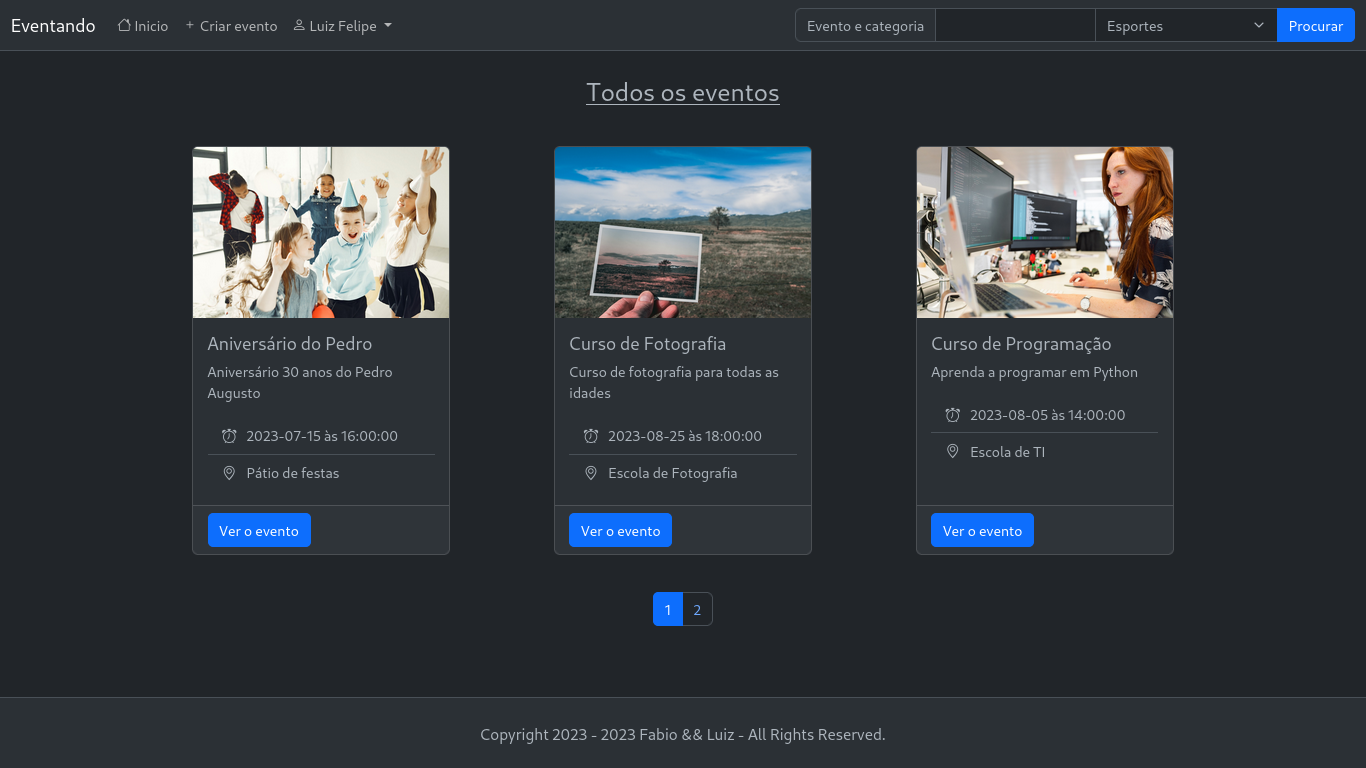 Eventando Inicio Criar evento Luiz Felipe Evento e categoria Esportes Procurar
Todos os eventos
Aniversário do Pedro
Aniversário 30 anos do Pedro
Augusto
2023-07-15 às 16:00:00
Pátio de festas
Ver o evento
Curso de Fotografia
Curso de fotografia para todas as
idades
2023-08-25 às 18:00:00
Escola de Fotografia
Ver o evento
Curso de Programação
Aprenda a programar em Python
2023-08-05 às 14:00:00
Escola de TI
Ver o evento
1 2
Copyright 2023 - 2023 Fabio && Luiz - All Rights Reserved.